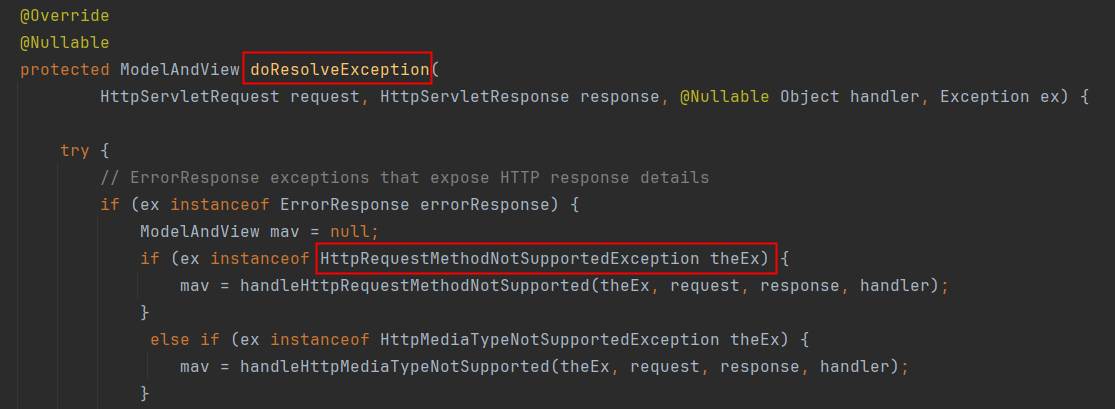 @Override
@Nullable
protected ModelAndView doResolveException(
HttpServletRequest request, HttpServletResponse response, @Nullable Object handler, Exception ex) {
try {
// ErrorResponse exceptions that expose HTTP response details
if (ex instanceof ErrorResponse errorResponse) {
ModelAndView mav = null;
if (ex instanceof HttpRequestMethodNotSupportedException theEx) {
mav = handleHttpRequestMethodNotSupported(theEx, request, response, handler);
}
else if (ex instanceof HttpMediaTypeNotSupportedException theEx) {
mav = handleHttpMediaTypeNotSupported(theEx, request, response, handler);
}